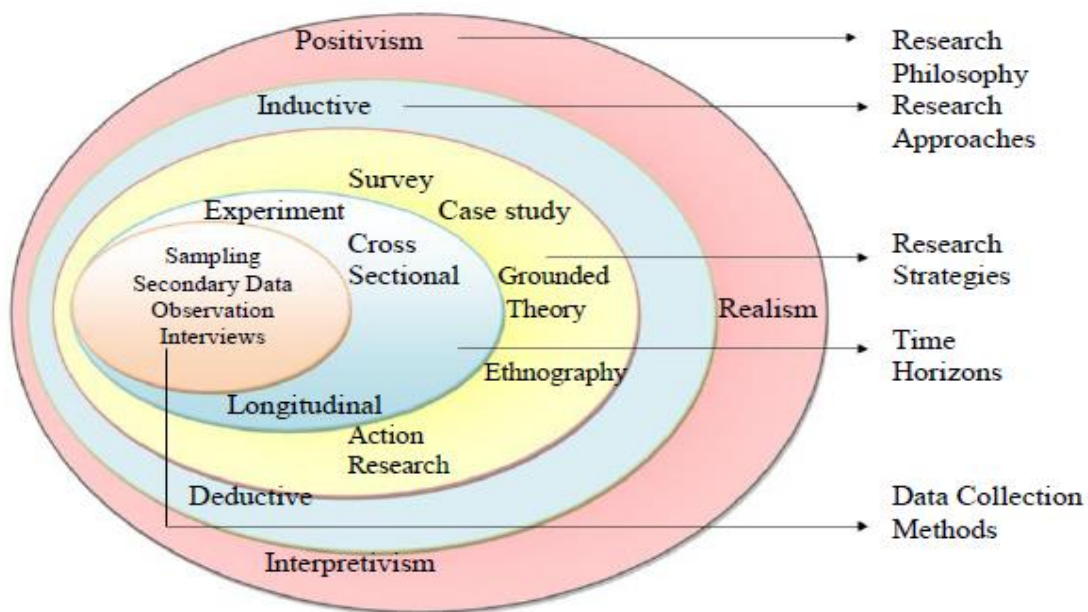 Positivism
Research
Philosophy
Inductive
Research
Approaches
Survey
Experiment
Case study
Cross
Sectional
Sampling
Secondary Data
Observation
Interviews
Grounded
Theory
Research
Strategies
Realism
Time
Horizons
Ethnography
Longitudinal
Action
Research
Deductive
Data Collection
Methods
Interpretivism